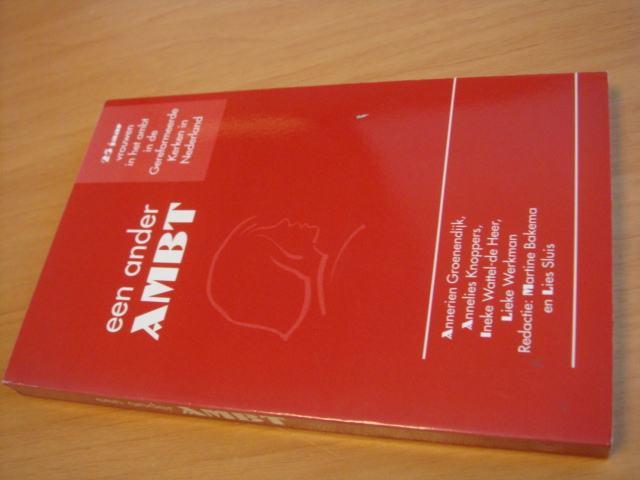 25 jaar
vrouwen
in het ambt
in de
Gereformeerde
Kerken in
Nederland
een ander
AMBT
Annerien Groenendijk,
Annelies Knoppers,
Ineke Wattel-de Heer,
Lieke Werkman
Redactie: Martine Bakema
en Lies Sluis
een ander AMBT